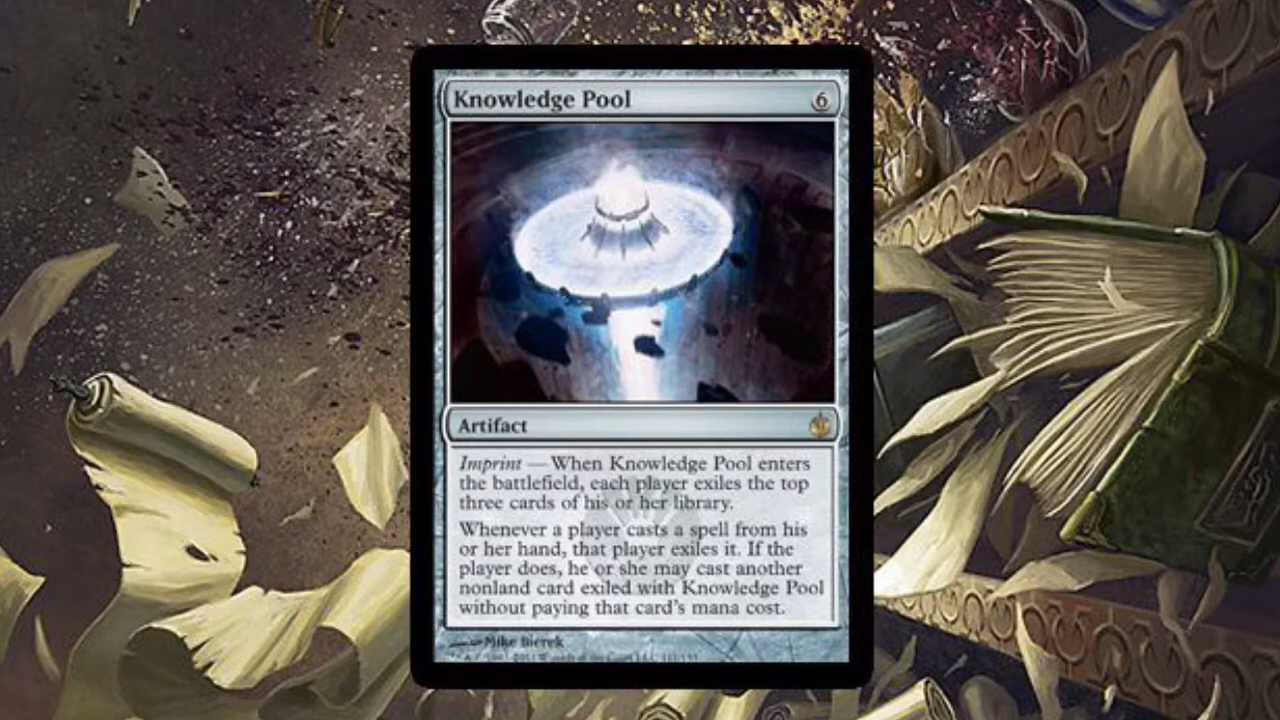 Knowledge Pool 6
Artifact
Imprint — When Knowledge Pool enters
the battlefield, each player exiles the top
three cards of his or her library.
Whenever a player casts a spell from his
or her hand, that player exiles it. If the
player does, he or she may cast another
nonland card exiled with Knowledge Pool
without paying that card's mana cost.
Mike Bierek